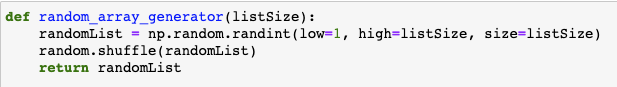 def random_array_generator(listSize):
    randomList = np.random.randint(low=1, high=listSize, size=listSize)
    random.shuffle(randomList)
    return randomList